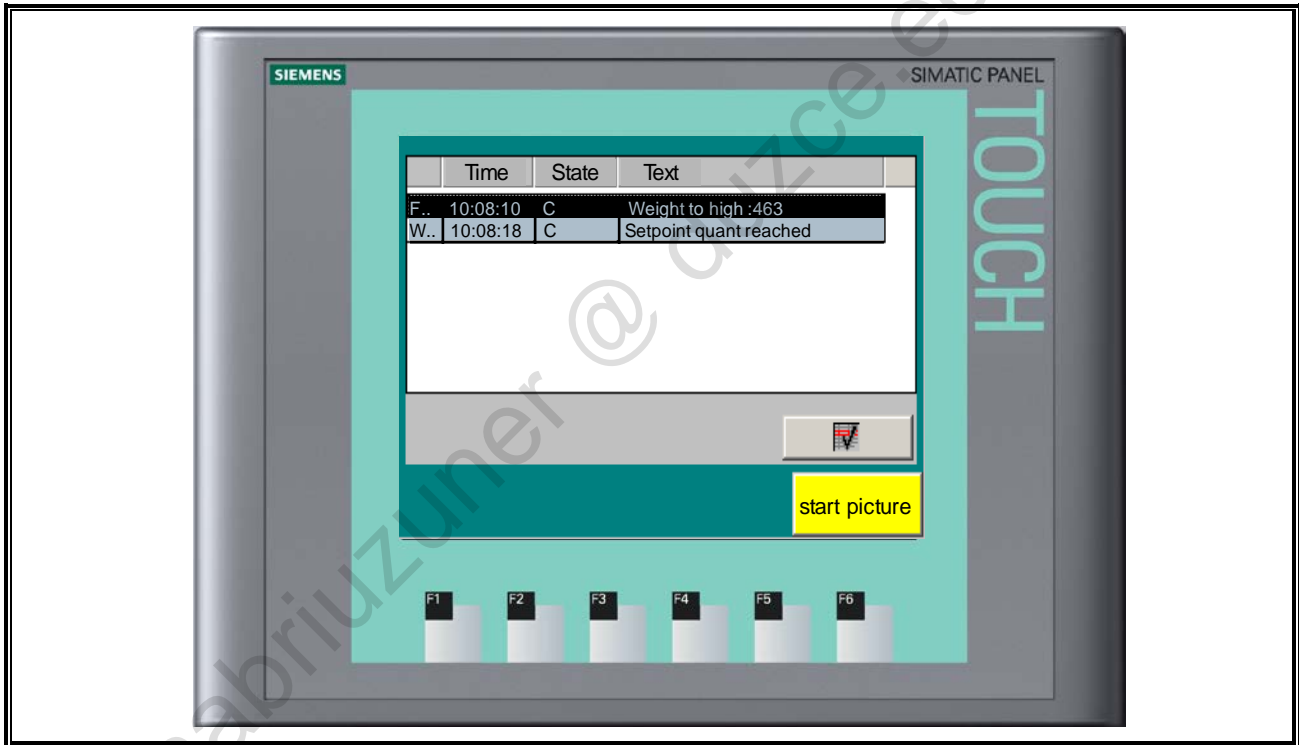 SIEMENS
SIMATIC PANEL
TOUCH
Time State Text
F.. 10:08:10 C Weight to high :463
W.. 10:08:18 C Setpoint quant reached
start picture
F1 F2 F3 F4 F5 F6